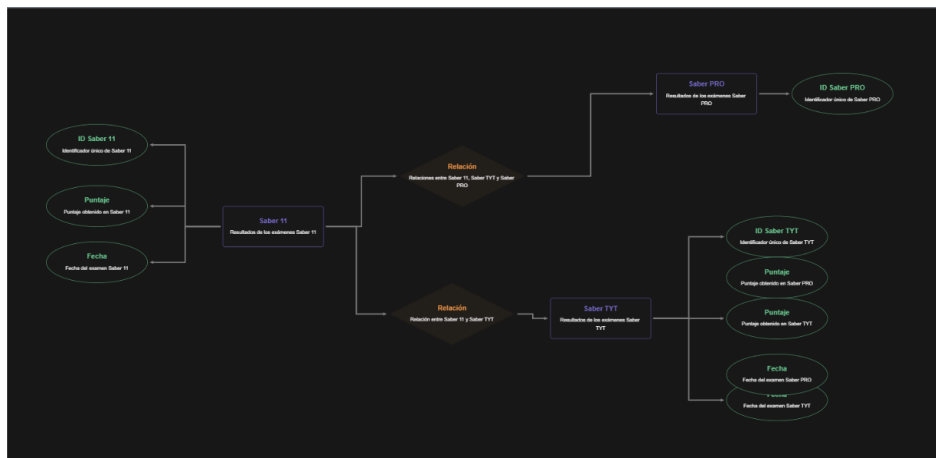 Saber PRO
Resultados de los exámenes Saber
PRO
ID Saber PRO
Identificador único de Saber PRO
ID Saber 11
Identificador único de Saber 11
Relación
Relaciones entre Saber 11, Saber TYT y Saber
PRO
Puntaje
Puntaje obtenido en Saber 11
Saber 11
Resultados de los exámenes Saber 11
Fecha
Fecha del examen Saber 11
ID Saber TYT
Identificador único de Saber TYT
Puntaje
Puntaje obtenido en Saber PRO
Relación
Relación entre Saber 11 y Saber TYT
Saber TYT
Resultados de los exámenes Saber
TYT
Puntaje
Puntaje obtenido en Saber TYT
Fecha
Fecha del examen Saber PRO
Fecha del examen Saber TYT